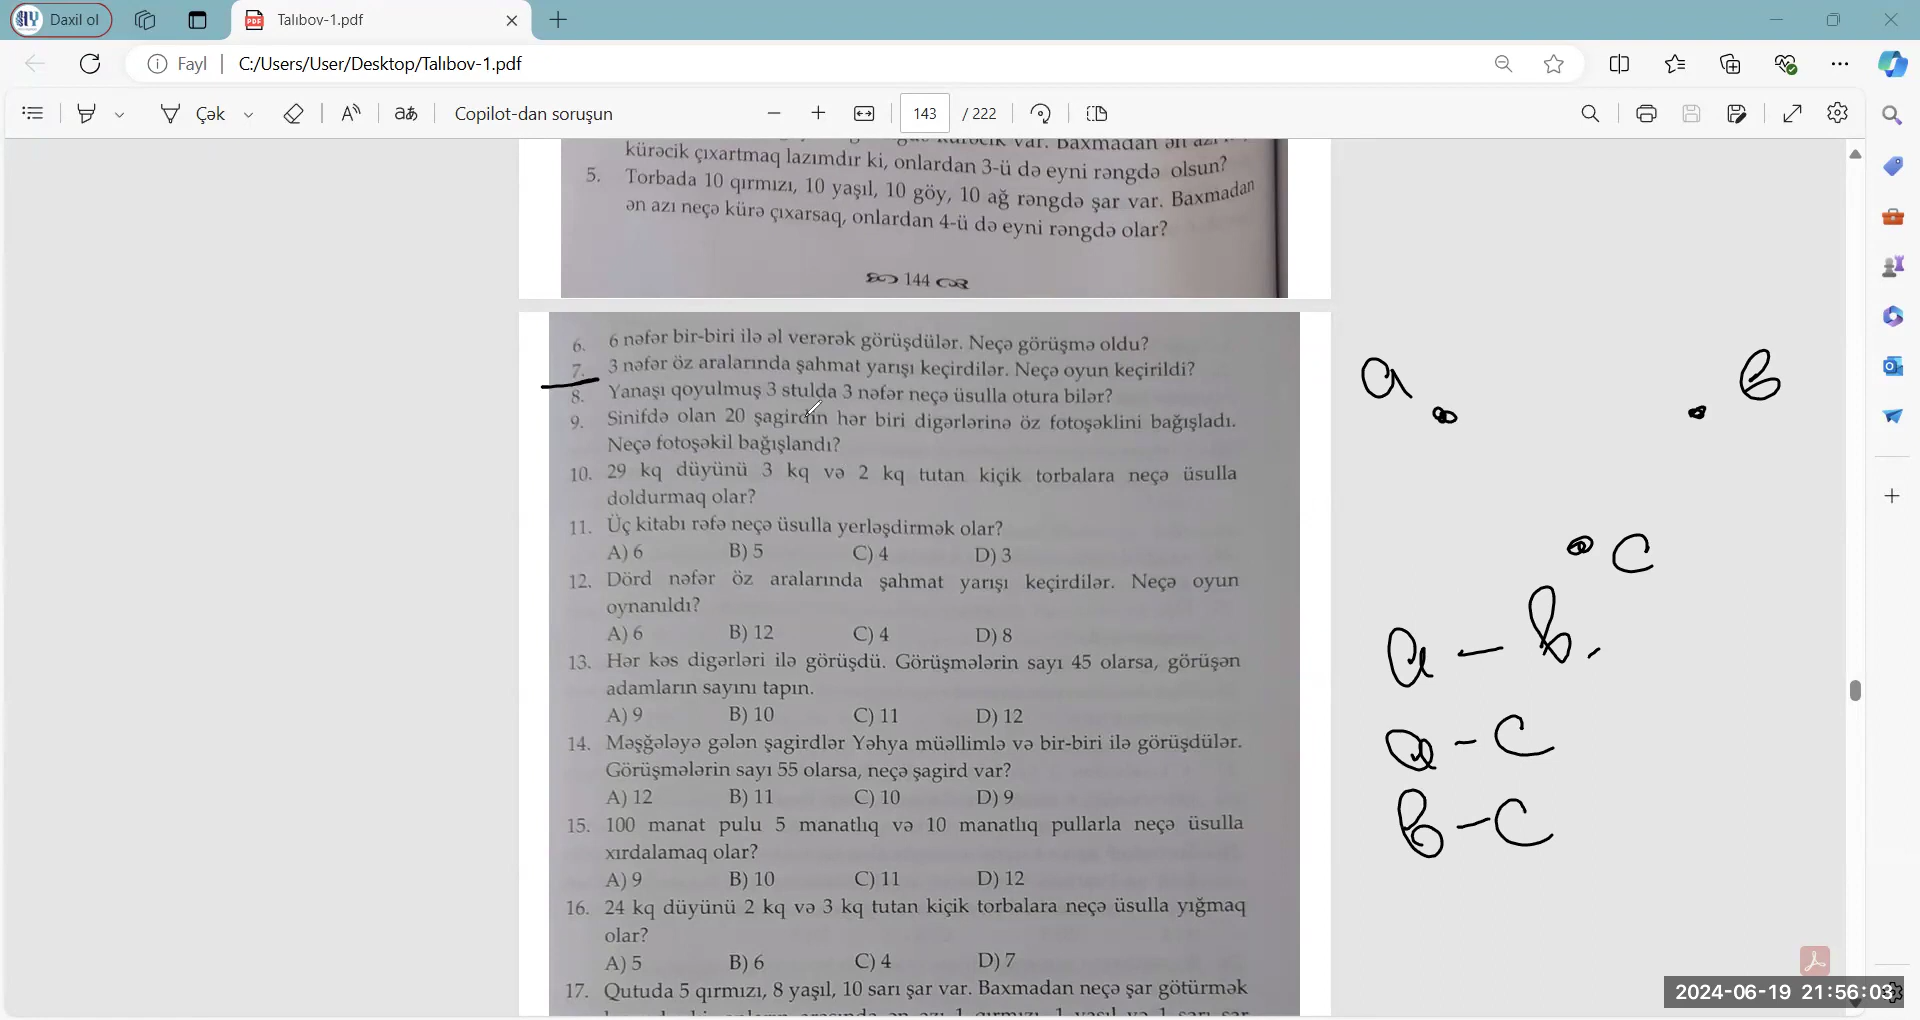 Daxil ol
Talıbov-1.pdf
Fayl
C:/Users/User/Desktop/Talıbov-1.pdf
Çək
Copilot-dan soruşun
143 / 222
kürəcik var. Baxmadan ən azı
kürəcik çıxartmaq lazımdır ki, onlardan 3-ü də eyni rəngdə olsun?
5. Torbada 10 qırmızı, 10 yaşıl, 10 göy, 10 ağ rəngdə şar var. Baxmadan
ən azı neçə kürə çıxarsaq, onlardan 4-ü də eyni rəngdə olar?
144
6. 6 nəfər bir-biri ilə əl verərək görüşdülər. Neçə görüşmə oldu?
7. 3 nəfər öz aralarında şahmat yarışı keçirdilər. Neçə oyun keçirildi?
8. Yanaşı qoyulmuş 3 stulda 3 nəfər neçə üsulla otura bilər?
9. Sinifdə olan 20 şagirdin hər biri digərlərinə öz fotoşəklini bağışladı.
Neçə fotoşəkil bağışlandı?
10. 29 kq düyünü 3 kq və 2 kq tutan kiçik torbalara neçə üsulla
doldurmaq olar?
11. Üç kitabı rəfə neçə üsulla yerləşdirmək olar?
A) 6 B) 5 C) 4 D) 3
12. Dörd nəfər öz aralarında şahmat yarışı keçirdilər. Neçə oyun
oynanıldı?
A) 6 B) 12 C) 4 D) 8
13. Hər kəs digərləri ilə görüşdü. Görüşmələrin sayı 45 olarsa, görüşən
adamların sayını tapın.
A) 9 B) 10 C) 11 D) 12
14. Məşğələyə gələn şagirdlər Yəhya müəllimlə və bir-biri ilə görüşdülər.
Görüşmələrin sayı 55 olarsa, neçə şagird var?
A) 12 B) 11 C) 10 D) 9
15. 100 manat pulu 5 manatlıq və 10 manatlıq pullarla neçə üsulla
xırdalamaq olar?
A) 9 B) 10 C) 11 D) 12
16. 24 kq düyünü 2 kq və 3 kq tutan kiçik torbalara neçə üsulla yığmaq
olar?
A) 5 B) 6 C) 4 D) 7
17. Qutuda 5 qırmızı, 8 yaşıl, 10 sarı şar var. Baxmadan neçə şar götürmək
a b
c
a - b,
a - c
b - c
2024-06-19 21:56:03